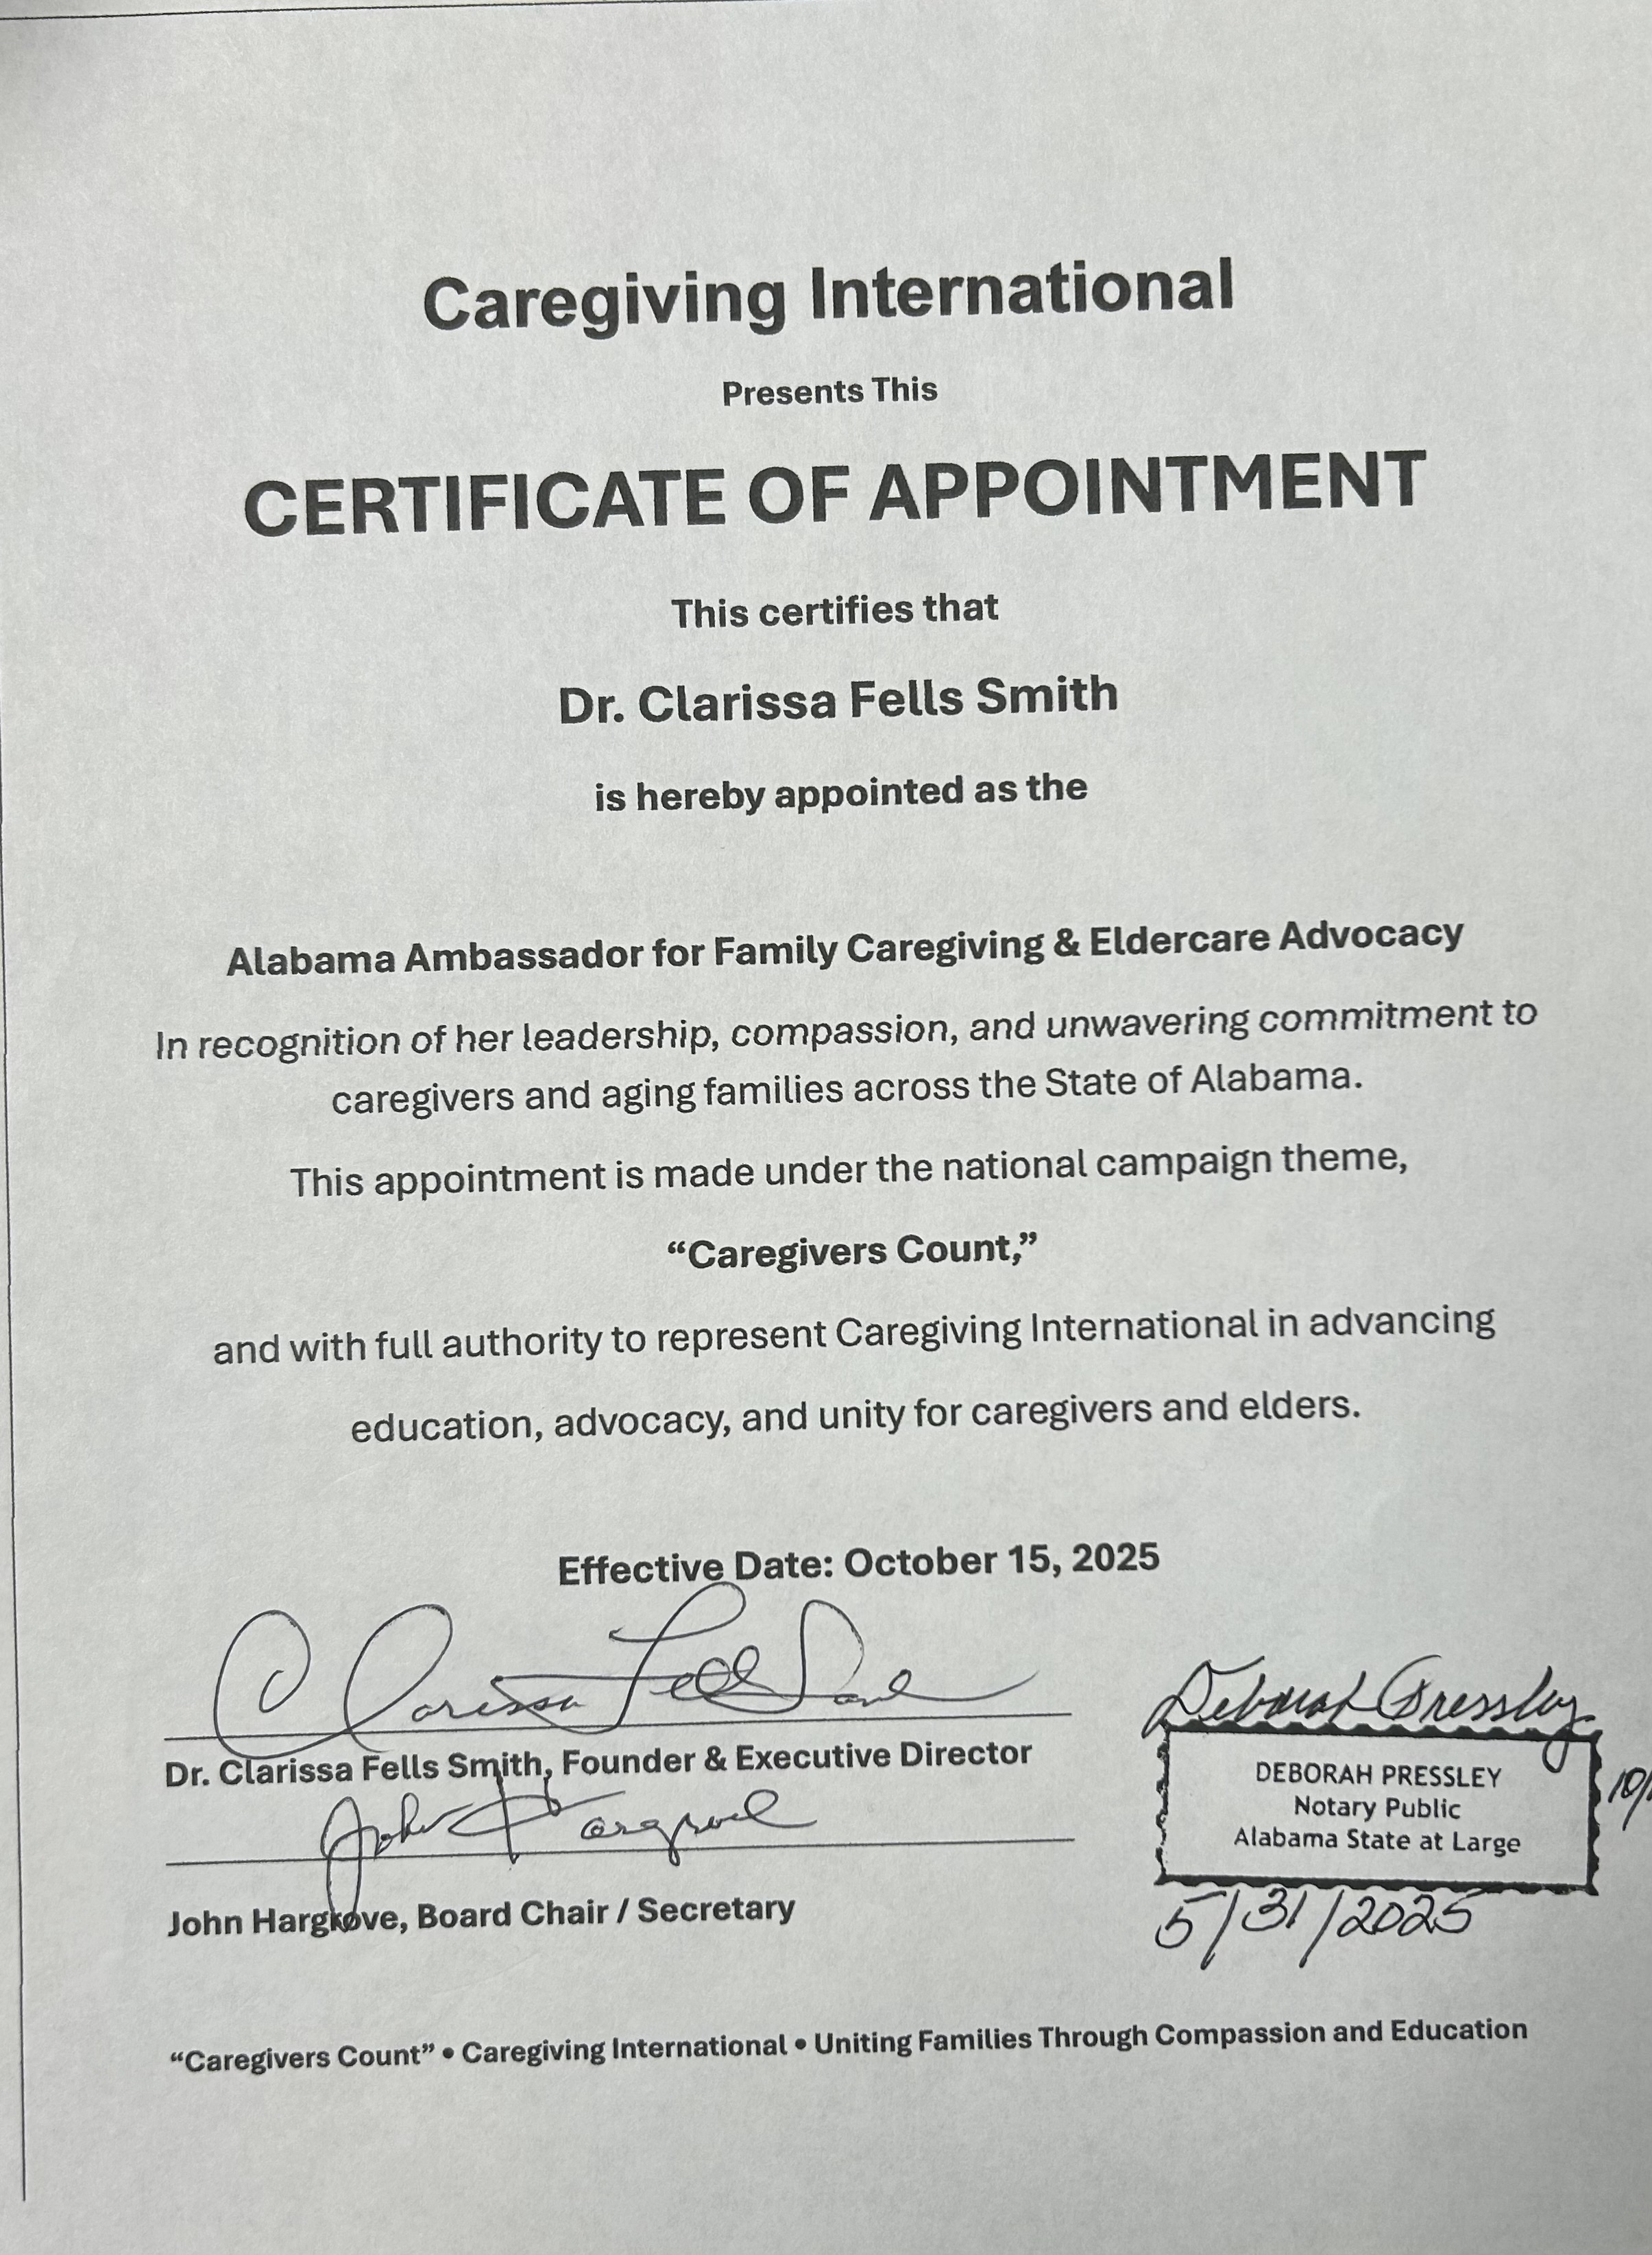 Caregiving International
Presents This
CERTIFICATE OF APPOINTMENT
This certifies that
Dr. Clarissa Fells Smith
is hereby appointed as the
Alabama Ambassador for Family Caregiving & Eldercare Advocacy
In recognition of her leadership, compassion, and unwavering commitment to
caregivers and aging families across the State of Alabama.
This appointment is made under the national campaign theme,
“Caregivers Count,”
and with full authority to represent Caregiving International in advancing
education, advocacy, and unity for caregivers and elders.
Effective Date: October 15, 2025
Clarissa Fells Smith
Dr. Clarissa Fells Smith, Founder & Executive Director
John Hargrove
John Hargrove, Board Chair / Secretary
Deborah Pressley
DEBORAH PRESSLEY
Notary Public
Alabama State at Large
10/
5/31/2025
“Caregivers Count” • Caregiving International • Uniting Families Through Compassion and Education